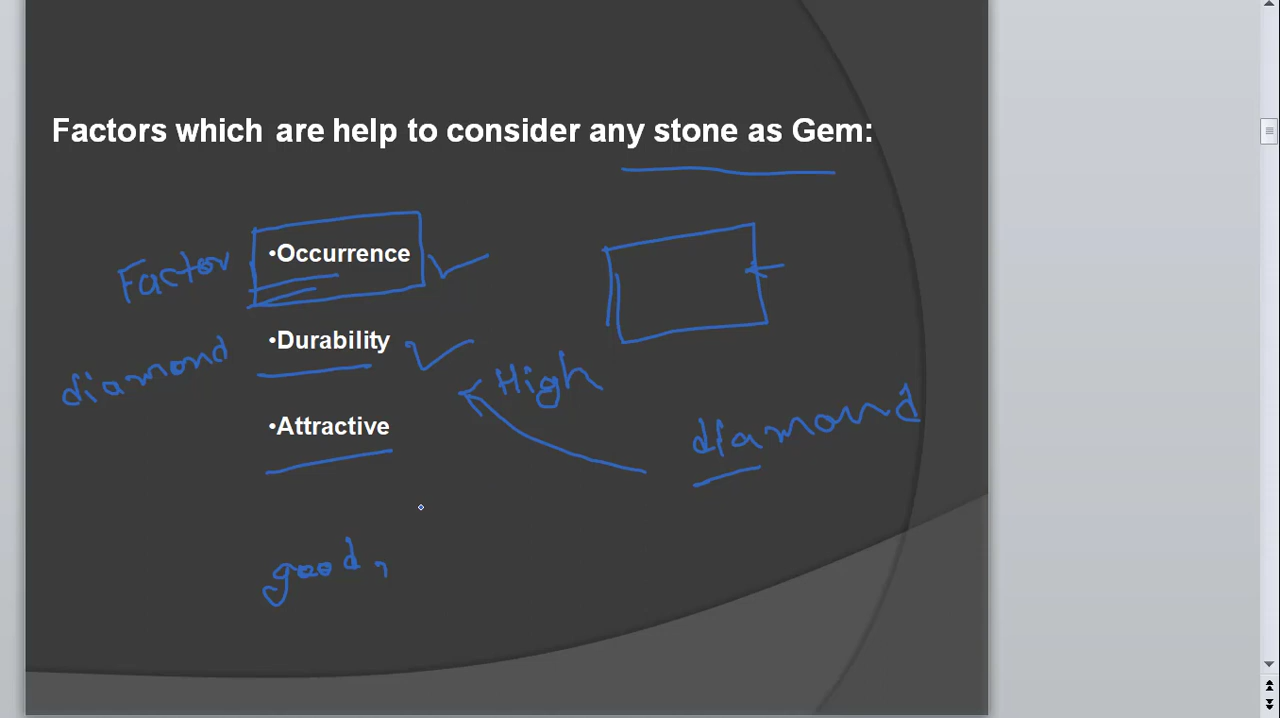 Factors which are help to consider any stone as Gem:
Factor •Occurrence
diamond •Durability
High
•Attractive
diamond
good,